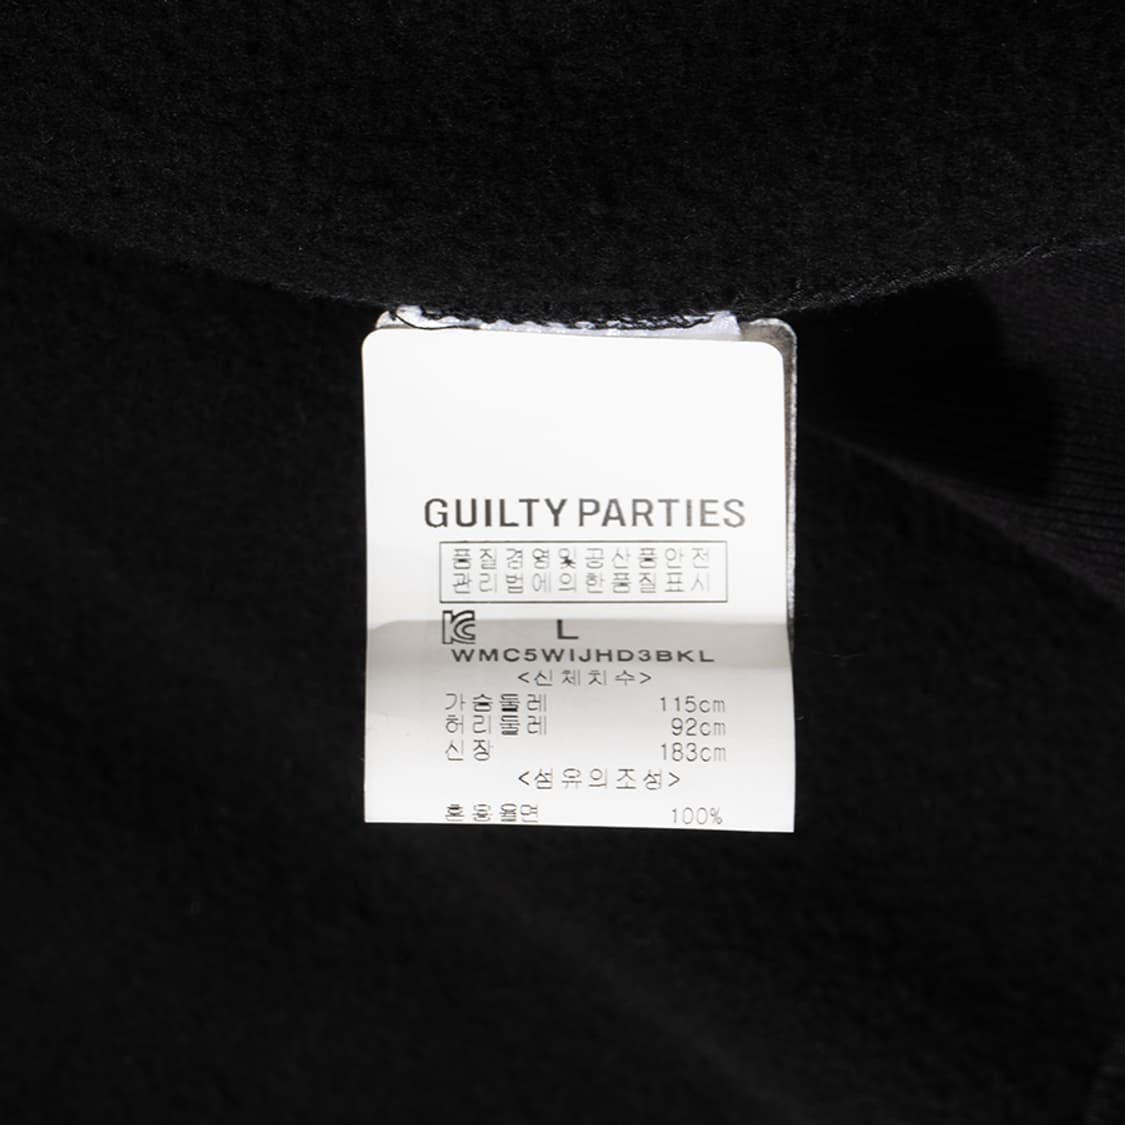 GUILTY PARTIES
품질경영및공산품안전
관리법에의한품질표시
KC L
WMC5WIJHD3BKL
<신체치수>
가슴둘레 115cm
허리둘레 92cm
신장 183cm
<섬유의조성>
혼용율면 100%